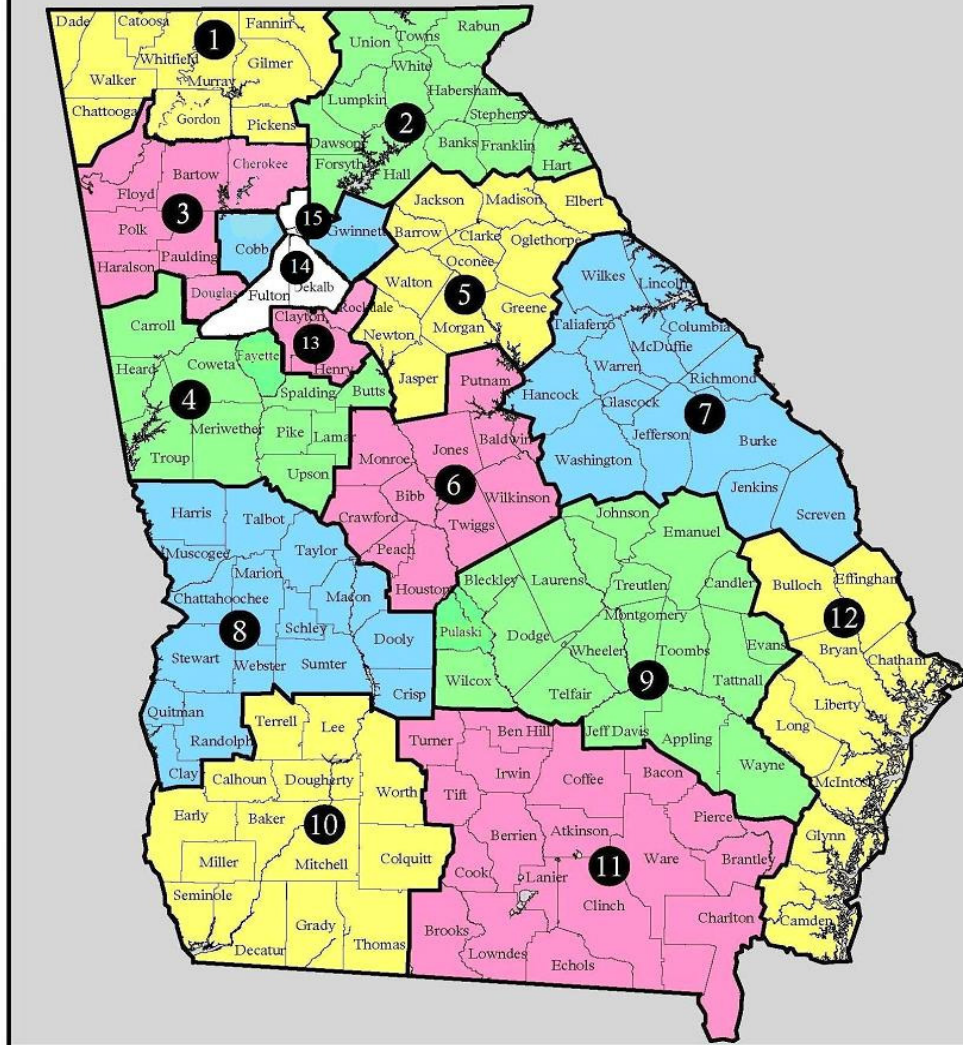 Dade
Catoosa
Fannin
1
Whitfield
Gilmer
Walker
Murray
Chattooga
Gordon
Pickens
Union
Towns
Rabun
White
Habersham
Lumpkin
Stephens
2
Dawson
Banks
Franklin
Forsyth
Hall
Hart
Cherokee
Bartow
Floyd
3
Polk
Paulding
Haralson
Douglas
15
Cobb
Gwinnett
14
Fulton
Dekalb
Jackson
Madison
Elbert
Barrow
Clarke
Oglethorpe
Oconee
Walton
5
Greene
Newton
Morgan
Jasper
Rockdale
Clayton
13
Henry
Carroll
Fayette
Heard
Coweta
4
Spalding
Butts
Meriwether
Pike
Lamar
Troup
Upson
Putnam
Baldwin
Jones
Monroe
6
Bibb
Wilkinson
Crawford
Twiggs
Peach
Houston
Wilkes
Lincoln
Taliaferro
Columbia
McDuffie
Warren
Richmond
Hancock
Glascock
7
Jefferson
Burke
Washington
Jenkins
Screven
Harris
Talbot
Muscogee
Taylor
Marion
Chattahoochee
Macon
8
Schley
Dooly
Stewart
Webster
Sumter
Crisp
Quitman
Randolph
Clay
Johnson
Emanuel
Bleckley
Laurens
Treutlen
Candler
Montgomery
Pulaski
Dodge
Wheeler
Toombs
Evans
Wilcox
9
Tattnall
Telfair
Jeff Davis
Appling
Wayne
Bulloch
Effingham
12
Bryan
Chatham
Liberty
Long
McIntosh
Glynn
Camden
Terrell
Lee
Calhoun
Dougherty
Worth
Early
Baker
10
Miller
Mitchell
Colquitt
Seminole
Grady
Decatur
Thomas
Turner
Ben Hill
Irwin
Coffee
Bacon
Tift
Pierce
Berrien
Atkinson
Ware
Brantley
Cook
Lanier
11
Clinch
Charlton
Brooks
Lowndes
Echols